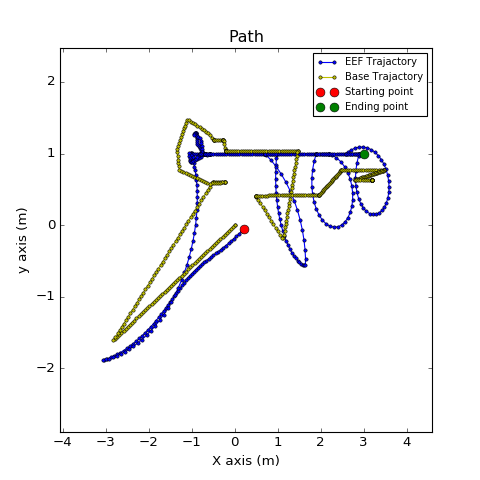 Path
EEF Trajactory
Base Trajactory
Starting point
Ending point
y axis (m)
2
1
0
−1
−2
−4 −3 −2 −1 0 1 2 3 4
X axis (m)